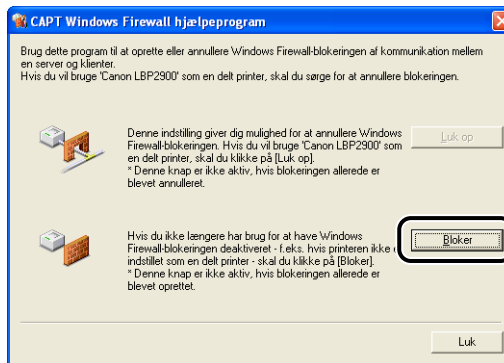 CAPT Windows Firewall hjælpeprogram
Brug dette program til at oprette eller annullere Windows Firewall-blokeringen af kommunikation mellem
en server og klienter.
Hvis du vil bruge 'Canon LBP2900' som en delt printer, skal du sørge for at annullere blokeringen.
Denne indstilling giver dig mulighed for at annullere Windows
Firewall-blokeringen. Hvis du vil bruge 'Canon LBP2900' som
en delt printer, skal du klikke på [Luk op].
* Denne knap er ikke aktiv, hvis blokeringen allerede er
blevet annulleret.
Luk op
Hvis du ikke længere har brug for at have Windows
Firewall-blokeringen deaktiveret - f.eks. hvis printeren ikke
indstillet som en delt printer - skal du klikke på [Bloker].
* Denne knap er ikke aktiv, hvis blokeringen allerede er
blevet oprettet.
Bloker
Luk